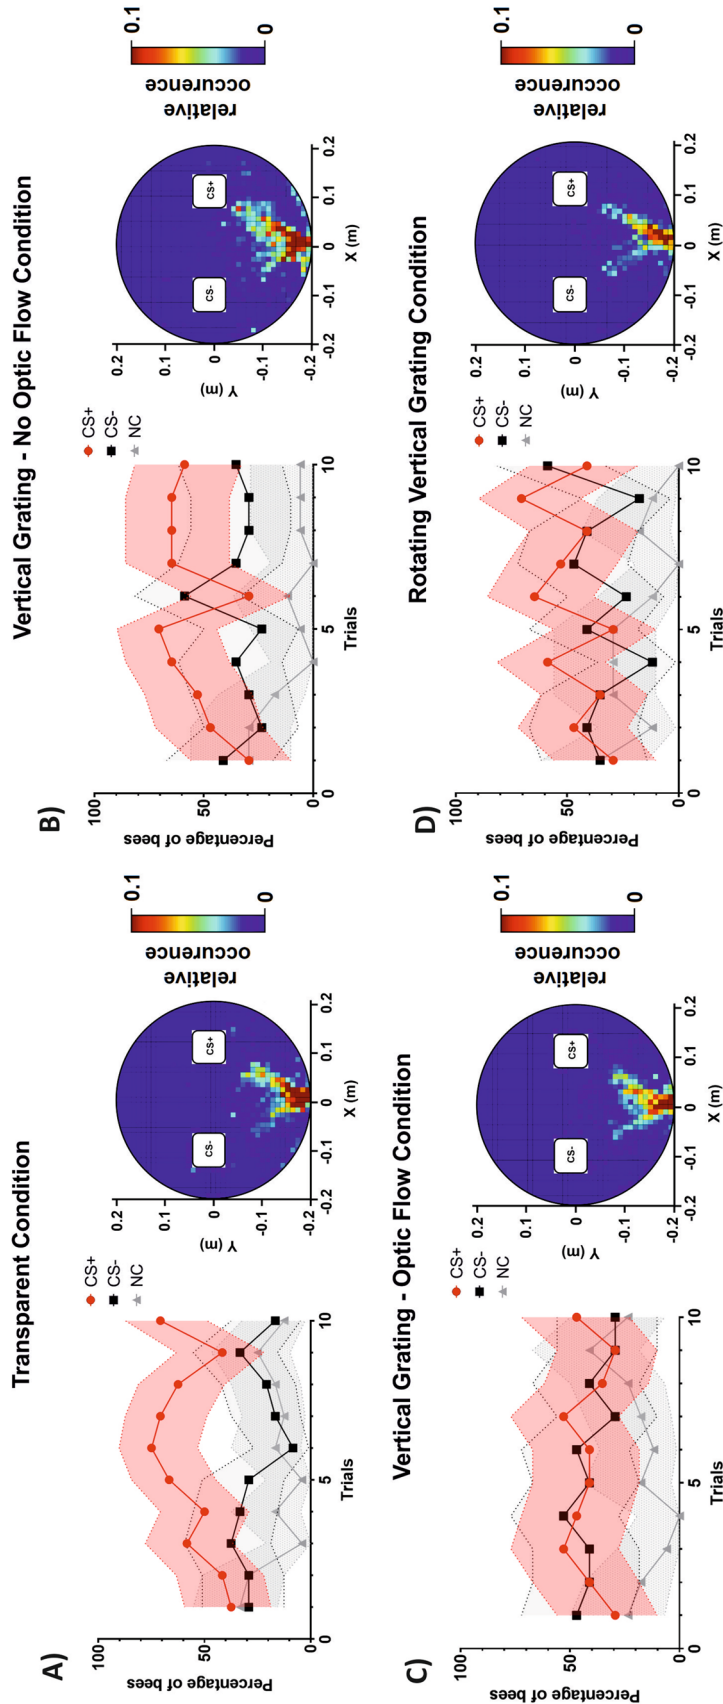 A)
Transparent Condition
Percentage of bees
100
50
0
0
5
10
Trials
CS+
CS-
NC
Y (m)
0.2
0.1
0
-0.1
-0.2
-0.2
-0.1
0
0.1
0.2
X (m)
CS-
CS+
relative
occurence
0.1
0
B)
Vertical Grating - No Optic Flow Condition
Percentage of bees
100
50
0
0
5
10
Trials
CS+
CS-
NC
Y (m)
0.2
0.1
0
-0.1
-0.2
-0.2
-0.1
0
0.1
0.2
X (m)
CS-
CS+
relative
occurence
0.1
0
C)
Vertical Grating - Optic Flow Condition
Percentage of bees
100
50
0
0
5
10
Trials
CS+
CS-
NC
Y (m)
0.2
0.1
0
-0.1
-0.2
-0.2
-0.1
0
0.1
0.2
X (m)
CS-
CS+
relative
occurence
0.1
0
D)
Rotating Vertical Grating Condition
Percentage of bees
100
50
0
0
5
10
Trials
CS+
CS-
NC
Y (m)
0.2
0.1
0
-0.1
-0.2
-0.2
-0.1
0
0.1
0.2
X (m)
CS-
CS+
relative
occurence
0.1
0